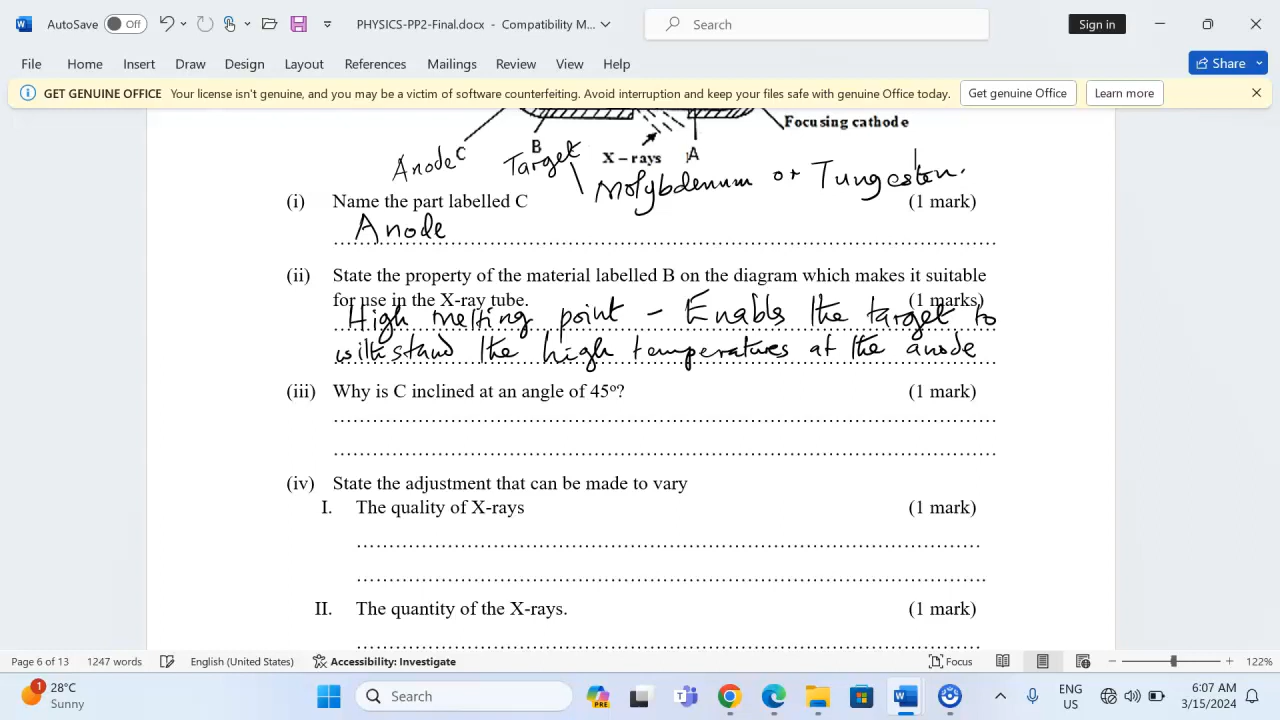 AutoSave Off PHYSICS-PP2-Final.docx - Compatibility M... Search Sign in
File Home Insert Draw Design Layout References Mailings Review View Help Share
GET GENUINE OFFICE Your license isn't genuine, and you may be a victim of software counterfeiting. Avoid interruption and keep your files safe with genuine Office today. Get genuine Office Learn more
Focusing cathode
Anode C B Target X – rays A
Molybdenum or Tungesten.
(i) Name the part labelled C (1 mark)
Anode
(ii) State the property of the material labelled B on the diagram which makes it suitable
for use in the X-ray tube. (1 marks)
High melting point – Enables the target to
withstand the high temperatures at the anode
(iii) Why is C inclined at an angle of 45º? (1 mark)
(iv) State the adjustment that can be made to vary
I. The quality of X-rays (1 mark)
II. The quantity of the X-rays. (1 mark)
Page 6 of 13 1247 words English (United States) Accessibility: Investigate Focus 122%
1 28°C Search PRE ENG 6:07 AM
Sunny US 3/15/2024